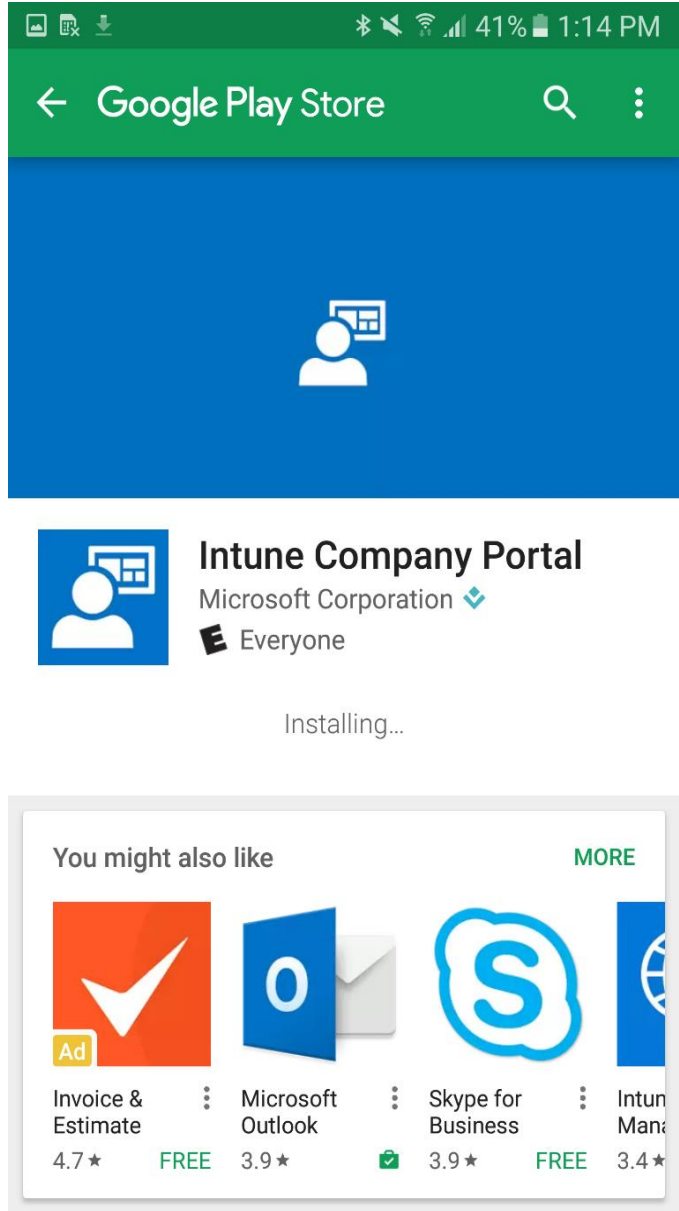 41% 1:14 PM
Google Play Store
Intune Company Portal
Microsoft Corporation
E Everyone
Installing...
You might also like MORE
Ad
O
S
Invoice & Estimate
4.7★ FREE
Microsoft Outlook
3.9★
Skype for Business
3.9★ FREE
Intun
Mana
3.4★